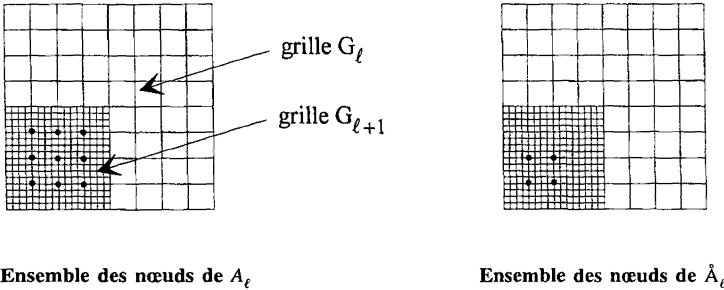 grille G_ℓ
grille G_ℓ+1
Ensemble des nœuds de A_ℓ
Ensemble des nœuds de Å_ℓ